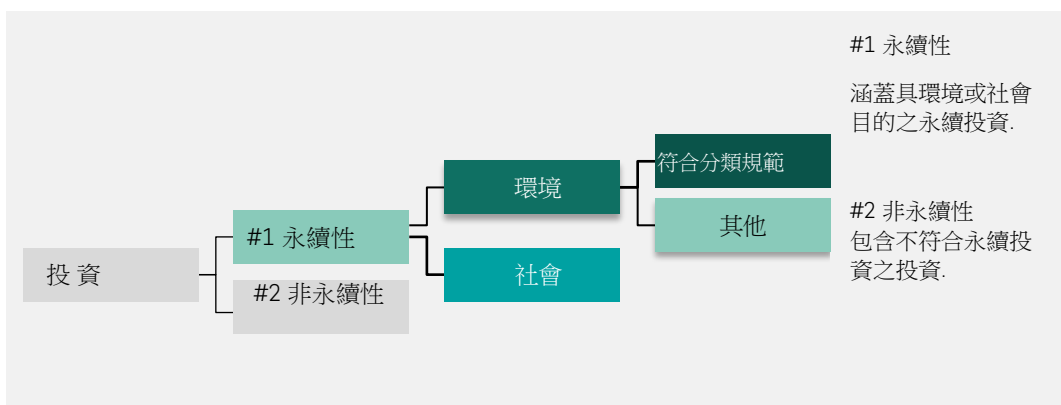 #1 永續性
涵蓋具環境或社會
目的之永續投資.
符合分類規範
環境
#2 非永續性
包含不符合永續投
資之投資.
其他
#1 永續性
投 資
社會
#2 非永續性